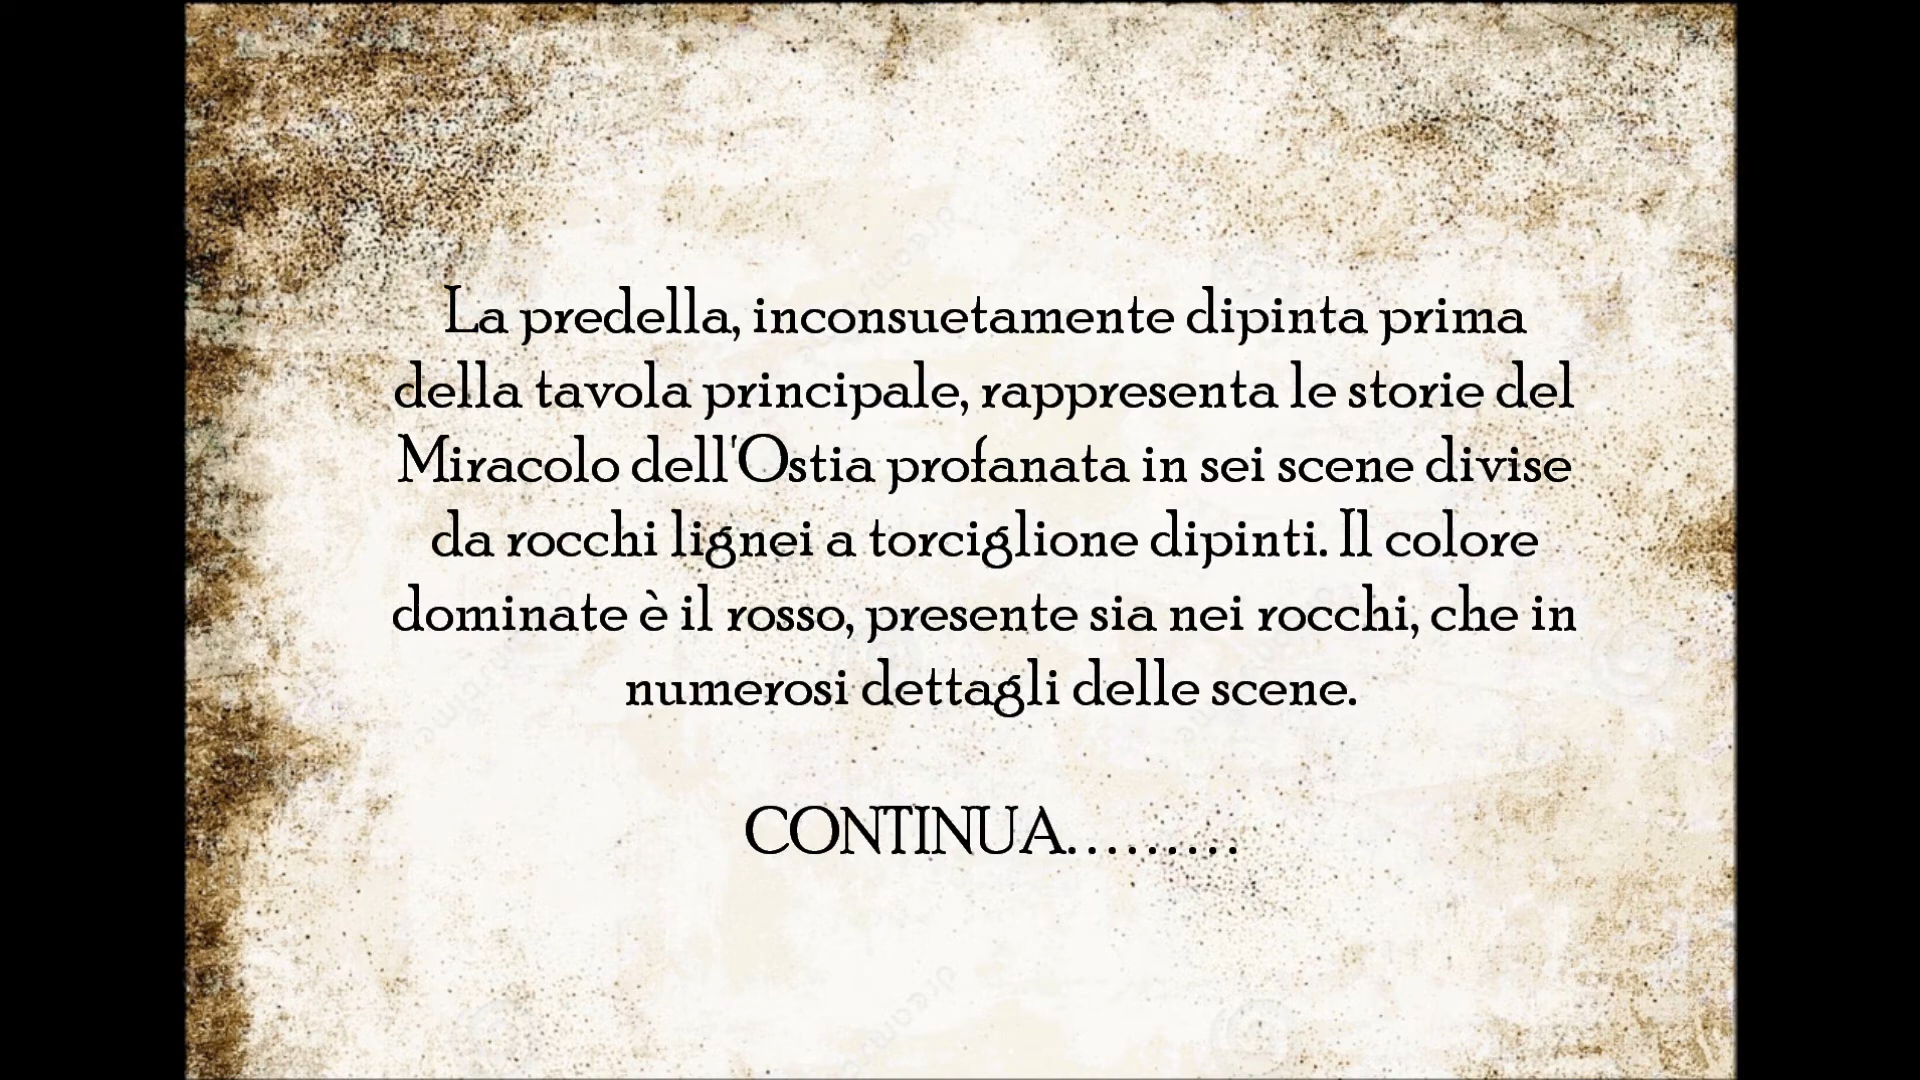 La predella, inconsuetamente dipinta prima
della tavola principale, rappresenta le storie del
Miracolo dell'Ostia profanata in sei scene divise
da rocchi lignei a torciglione dipinti. Il colore
dominate è il rosso, presente sia nei rocchi, che in
numerosi dettagli delle scene.
CONTINUA.........